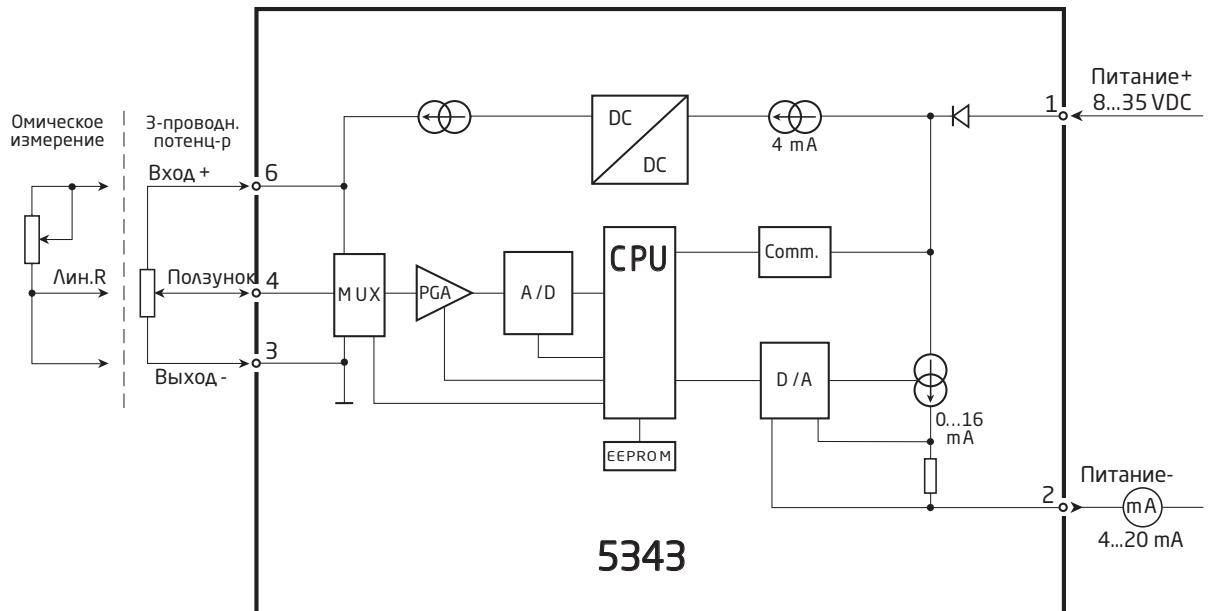 Питание+
8...35 VDC
1
Омическое
измерение
3-проводн.
потенц-р
DC
DC
4 mA
Вход +
6
CPU
Comm.
Лин.R
Ползунок
4
MUX
PGA
A/D
3
Выход -
D/A
0...16
mA
EEPROM
Питание-
2
mA
4...20 mA
5343